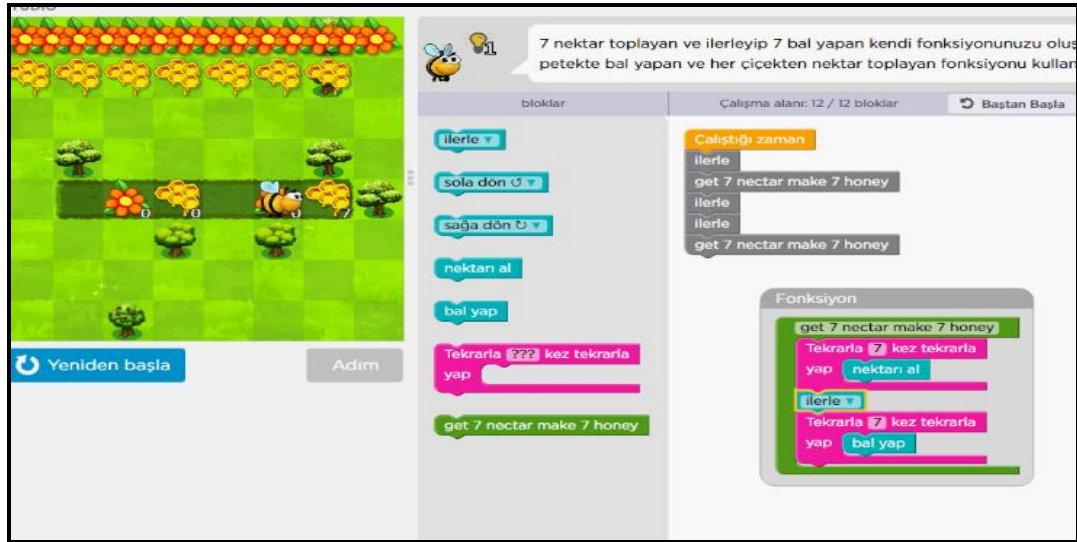 1
7 nektar toplayan ve ilerleyip 7 bal yapan kendi fonksiyonunuzu oluş
petekte bal yapan ve her çiçekten nektar toplayan fonksiyonu kullan
bloklar
Çalışma alanı: 12 / 12 bloklar
Baştan Başla
ilerle
sola dön
sağa dön
nektarı al
bal yap
Tekrarla ??? kez tekrarla
yap
get 7 nectar make 7 honey
Çalıştığı zaman
ilerle
get 7 nectar make 7 honey
ilerle
ilerle
get 7 nectar make 7 honey
Fonksiyon
get 7 nectar make 7 honey
Tekrarla 7 kez tekrarla
yap nektarı al
ilerle
Tekrarla 7 kez tekrarla
yap bal yap
0 0 7
Yeniden başla
Adım